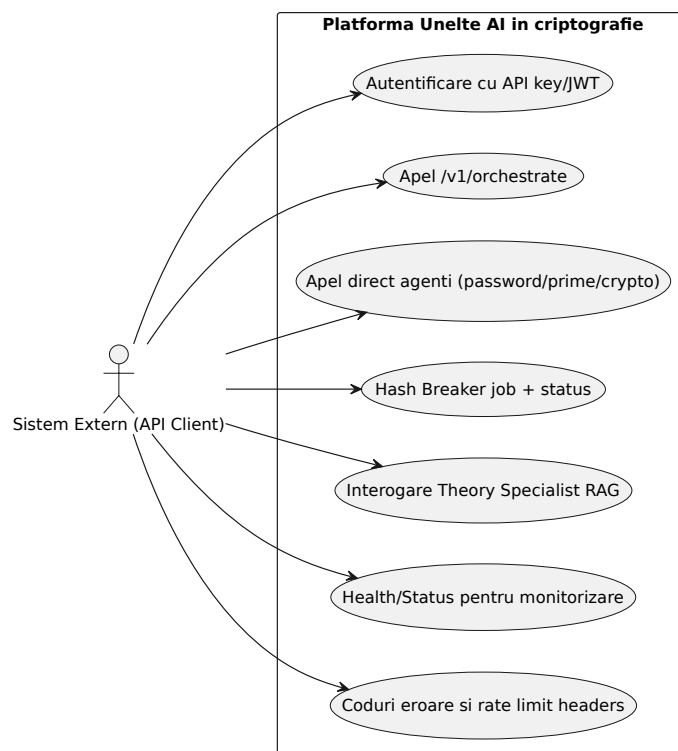 Platforma Unelte AI in criptografie
Autentificare cu API key/JWT
Apel /v1/orchestrate
Apel direct agenti (password/prime/crypto)
Hash Breaker job + status
Sistem Extern (API Client)
Interogare Theory Specialist RAG
Health/Status pentru monitorizare
Coduri eroare si rate limit headers